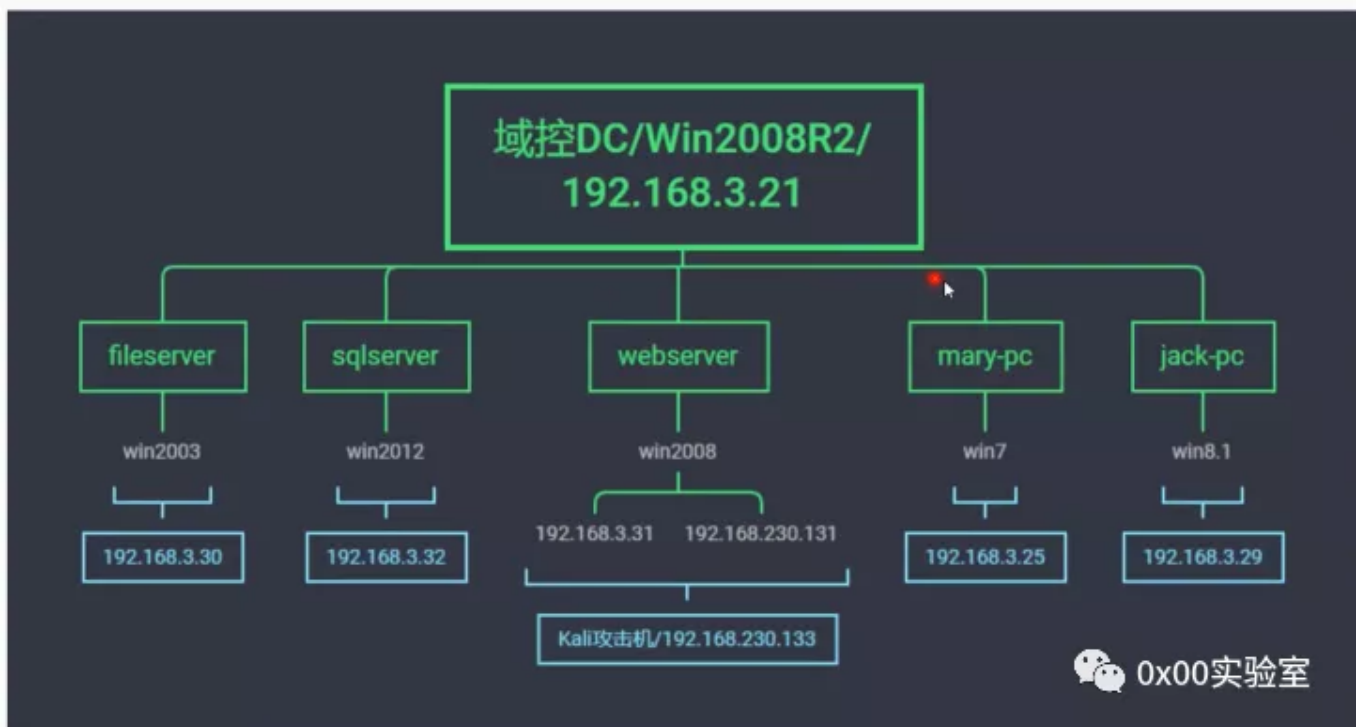 域控DC/Win2008R2/
192.168.3.21
fileserver
sqlserver
webserver
mary-pc
jack-pc
win2003
win2012
win2008
win7
win8.1
192.168.3.31
192.168.230.131
192.168.3.30
192.168.3.32
192.168.3.25
192.168.3.29
Kali攻击机/192.168.230.133
0x00实验室